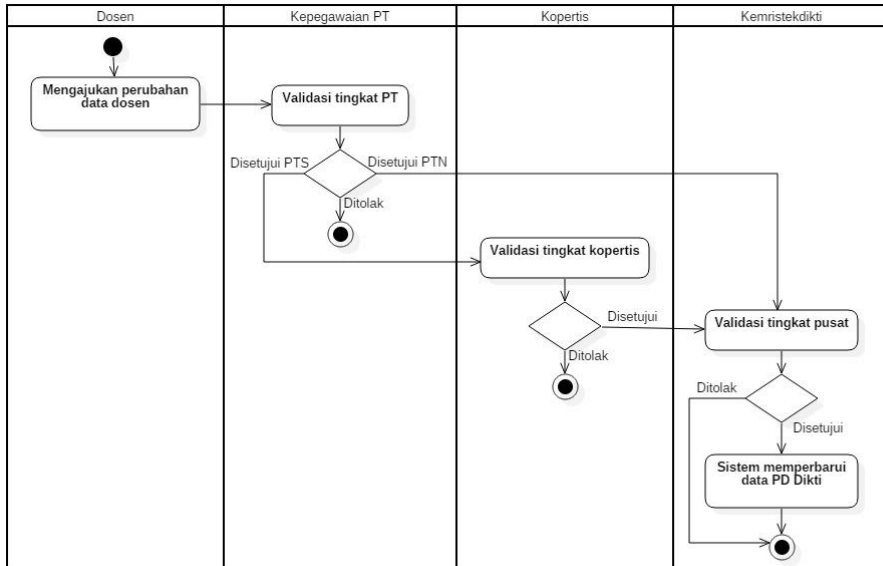 Dosen
Kepegawaian PT
Kopertis
Kemristekdikti
Mengajukan perubahan
data dosen
Validasi tingkat PT
Disetujui PTS
Disetujui PTN
Ditolak
Validasi tingkat kopertis
Disetujui
Ditolak
Validasi tingkat pusat
Ditolak
Disetujui
Sistem memperbarui
data PD Dikti